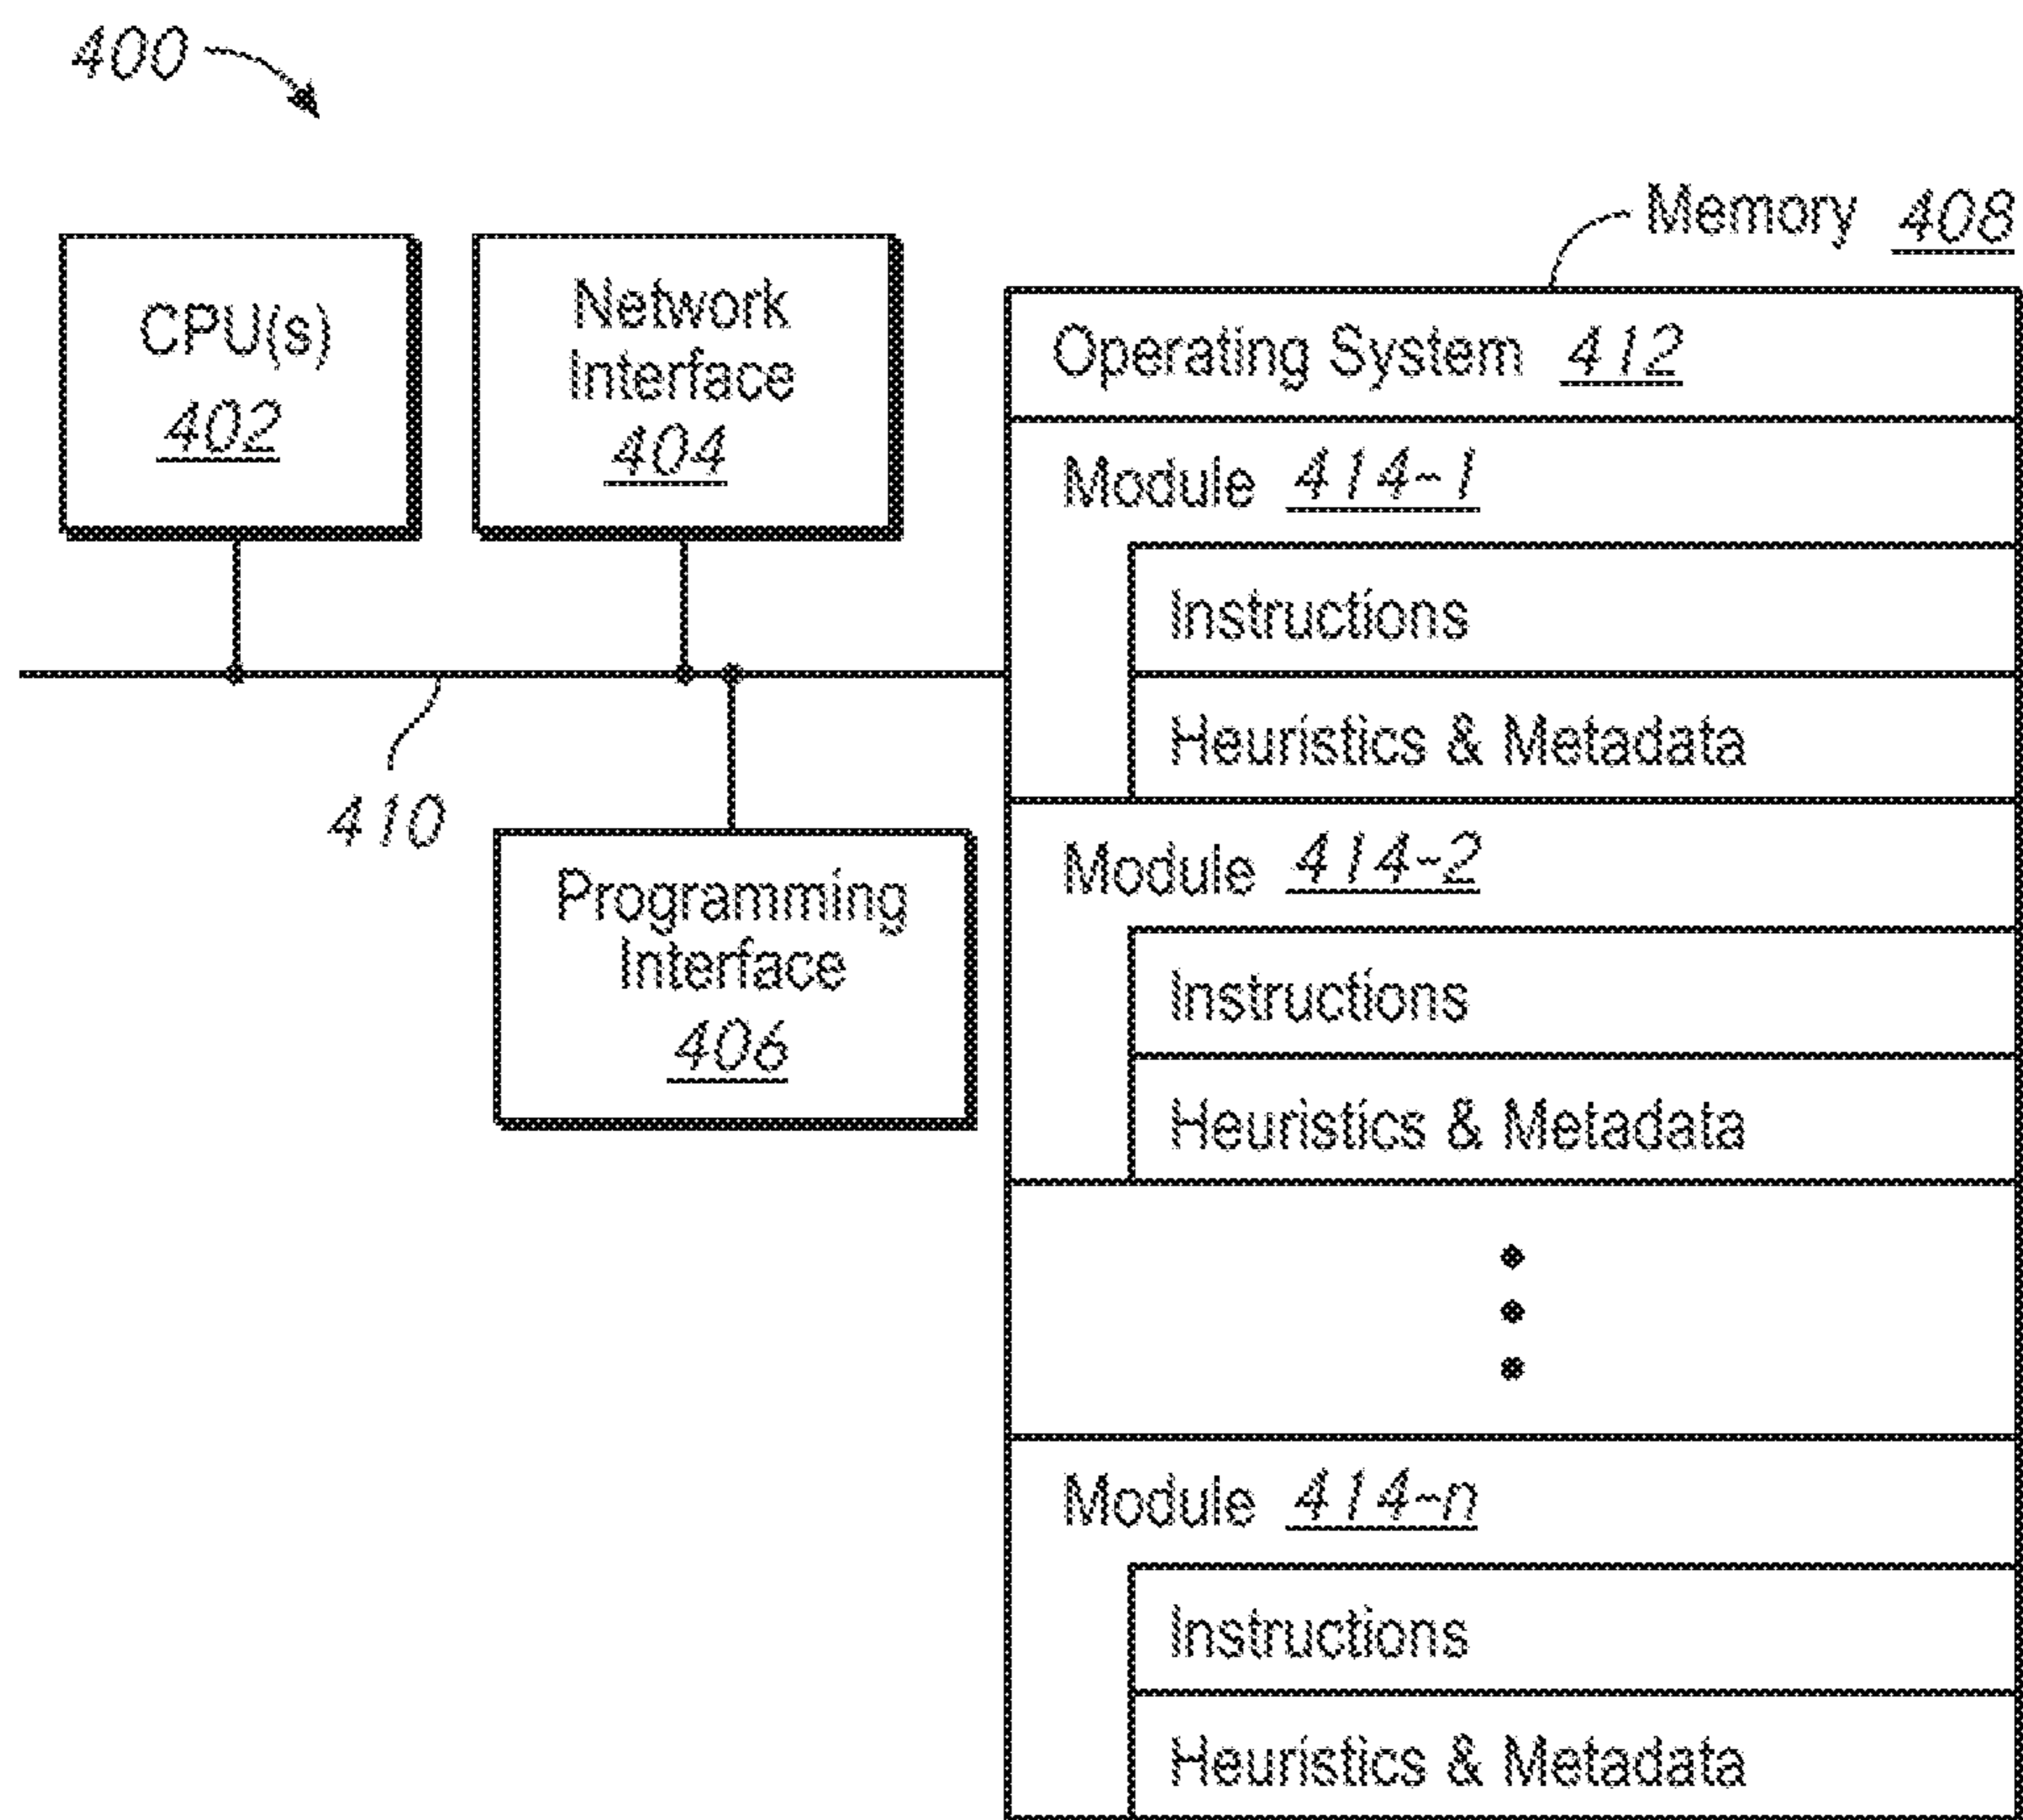 400
Memory 408
CPU(s)
402
Network
Interface
404
Operating System 412
Module 414-1
Instructions
Heuristics & Metadata
410
Programming
Interface
406
Module 414-2
Instructions
Heuristics & Metadata
Module 414-n
Instructions
Heuristics & Metadata